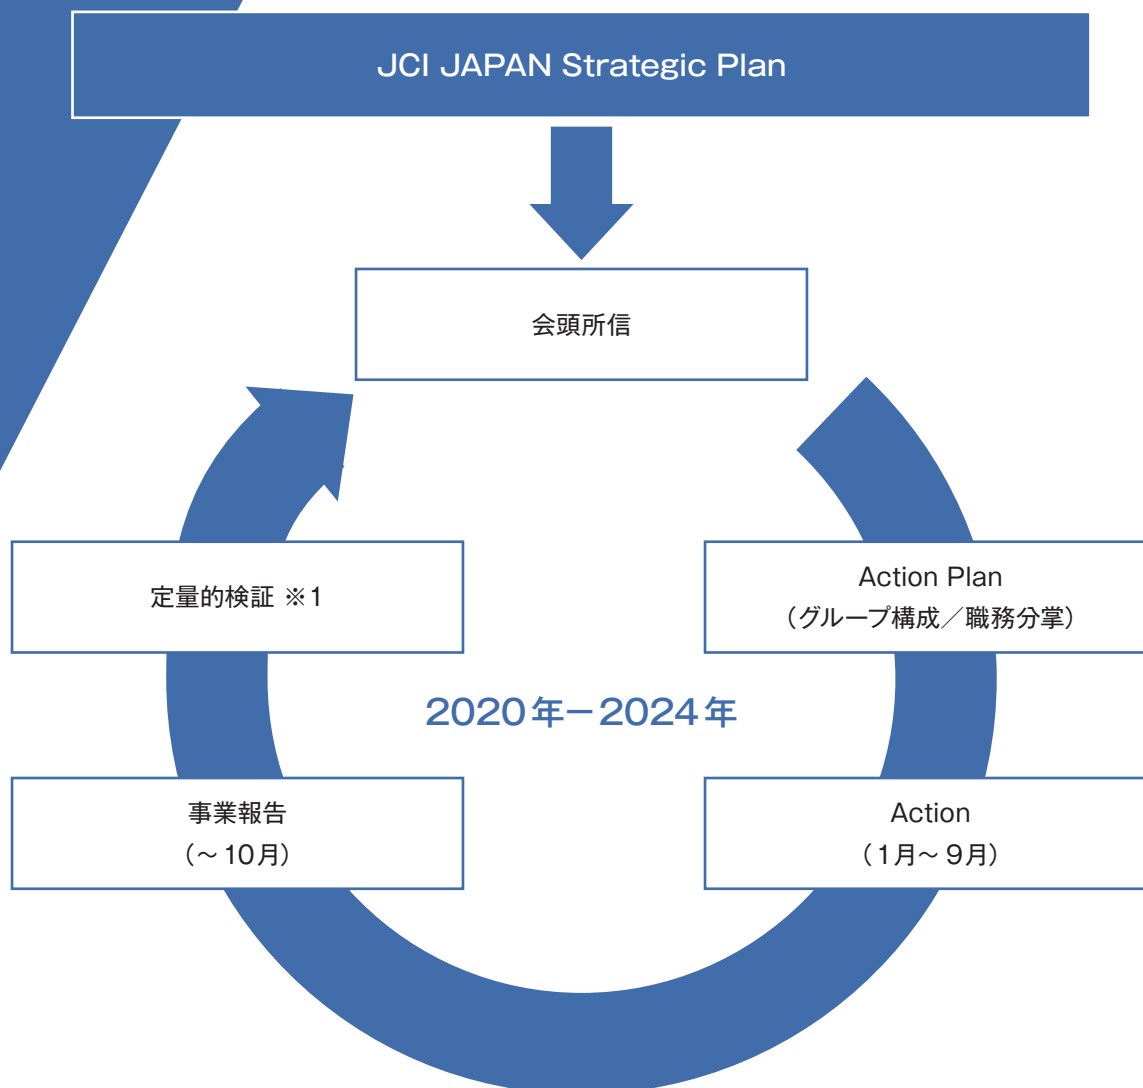 JCI JAPAN Strategic Plan
会頭所信
定量的検証 ※1
Action Plan
（グループ構成／職務分掌）
2020年－2024年
事業報告
（～10月）
Action
（1月～9月）